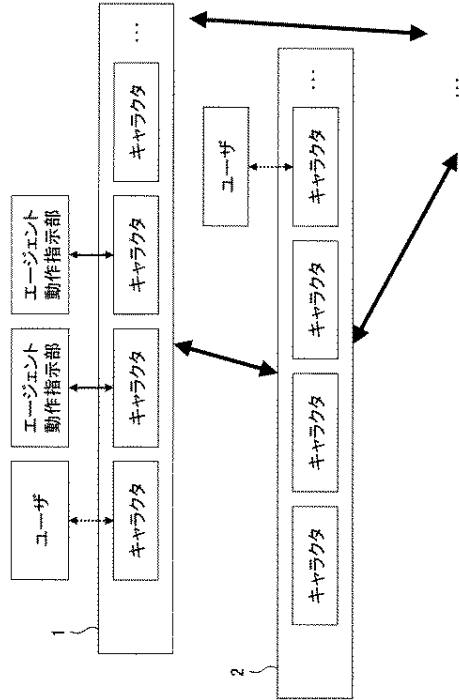 ユーザ
エージェント
動作指示部
エージェント
動作指示部
1
キャラクタ
キャラクタ
キャラクタ
キャラクタ
…
ユーザ
2
キャラクタ
キャラクタ
キャラクタ
キャラクタ
…
…